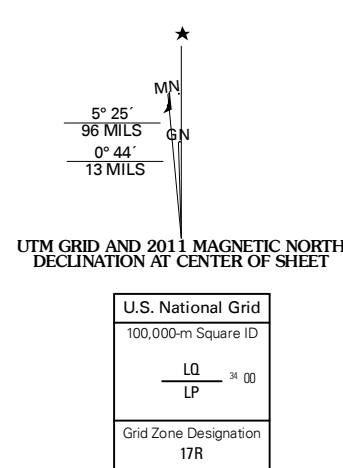 ★
MN
5° 25´
96 MILS
GN
0° 44´
13 MILS
UTM GRID AND 2011 MAGNETIC NORTH
DECLINATION AT CENTER OF SHEET
U.S. National Grid
100,000-m Square ID
LQ
34 00
LP
Grid Zone Designation
17R